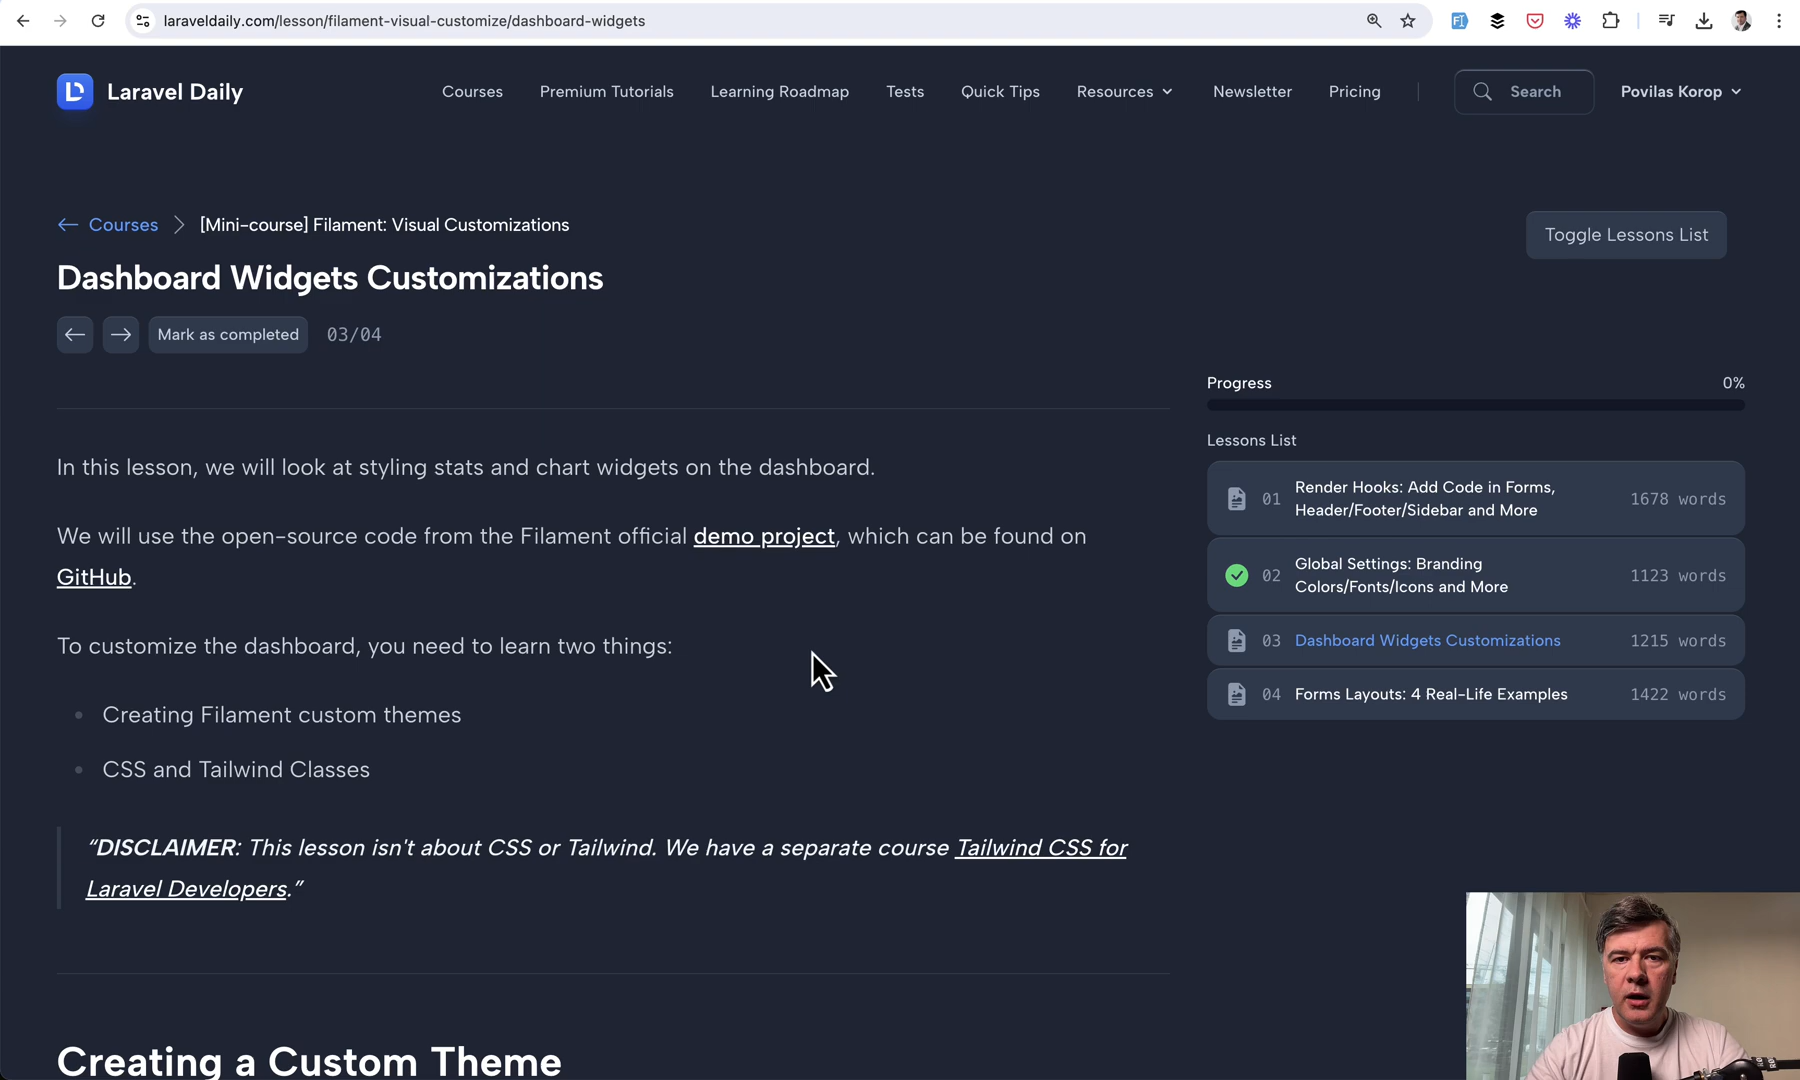 laraveldaily.com/lesson/filament-visual-customize/dashboard-widgets
Laravel Daily
Courses
Premium Tutorials
Learning Roadmap
Tests
Quick Tips
Resources
Newsletter
Pricing
Search
Povilas Korop
Courses
[Mini-course] Filament: Visual Customizations
Toggle Lessons List
Dashboard Widgets Customizations
Mark as completed
03/04
In this lesson, we will look at styling stats and chart widgets on the dashboard.
We will use the open-source code from the Filament official demo project, which can be found on
GitHub.
To customize the dashboard, you need to learn two things:
Creating Filament custom themes
CSS and Tailwind Classes
“DISCLAIMER: This lesson isn't about CSS or Tailwind. We have a separate course Tailwind CSS for
Laravel Developers.”
Creating a Custom Theme
Progress
0%
Lessons List
01
Render Hooks: Add Code in Forms,
Header/Footer/Sidebar and More
1678 words
02
Global Settings: Branding
Colors/Fonts/Icons and More
1123 words
03
Dashboard Widgets Customizations
1215 words
04
Forms Layouts: 4 Real-Life Examples
1422 words